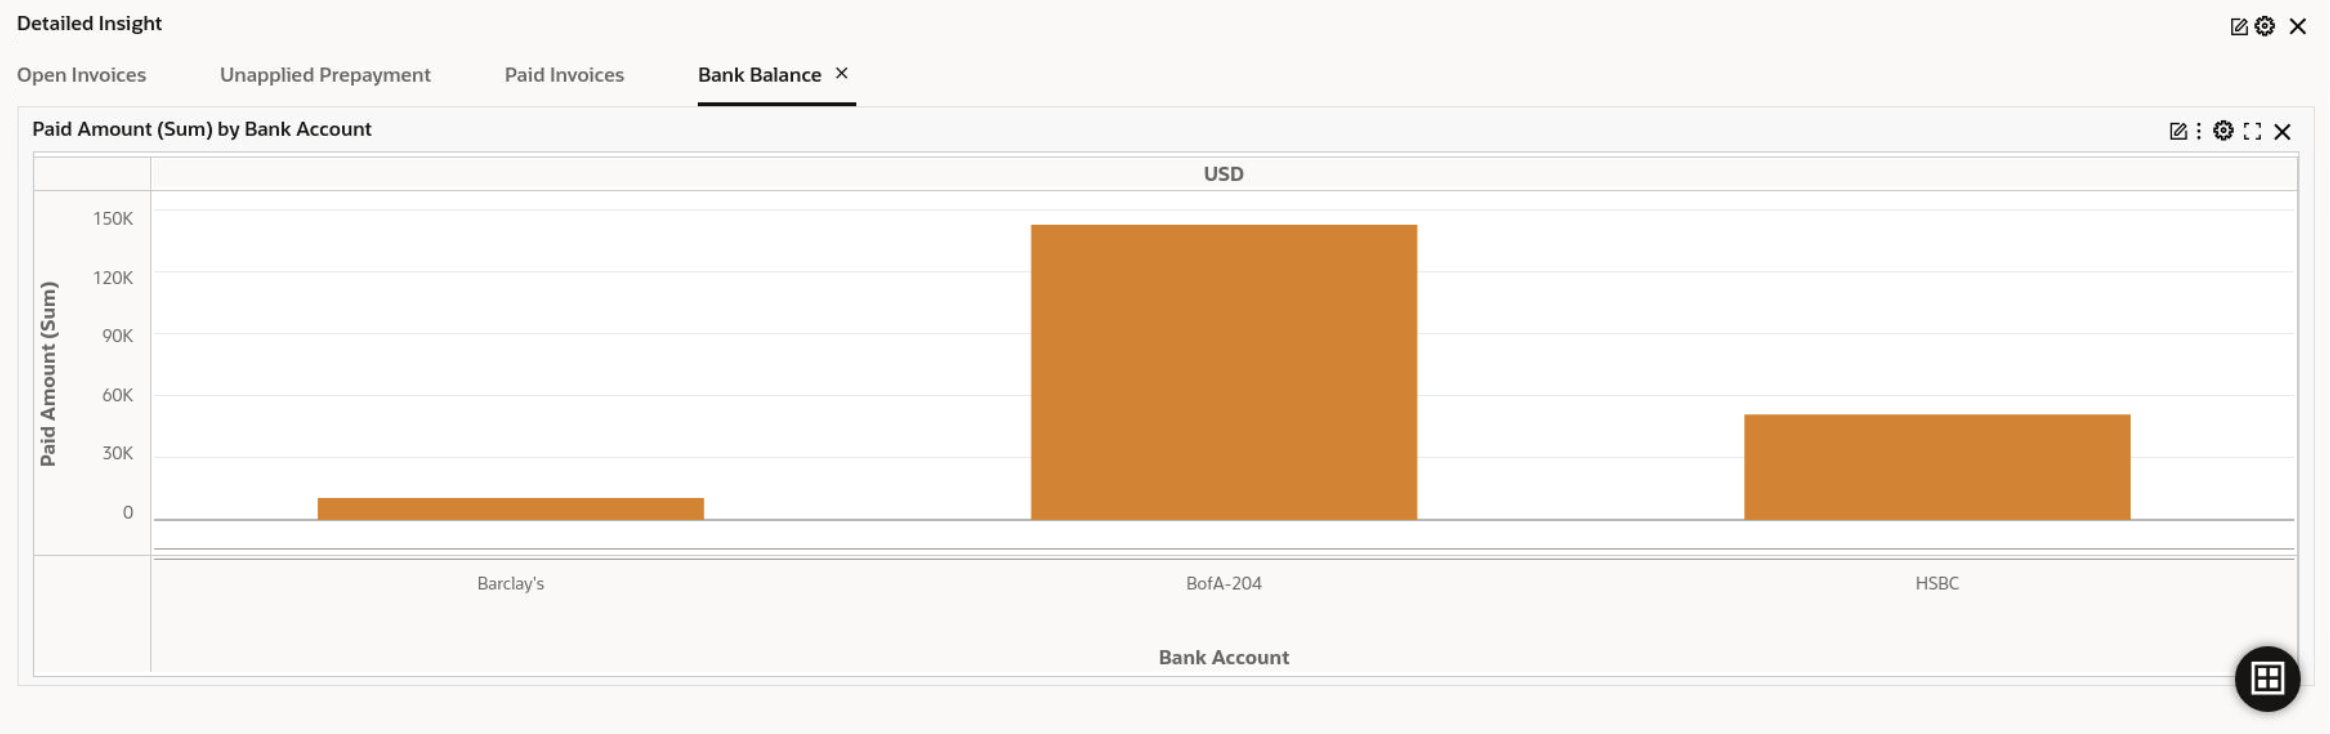 Detailed Insight
Open Invoices Unapplied Prepayment Paid Invoices Bank Balance
Paid Amount (Sum) by Bank Account
USD
Paid Amount (Sum)
150K
120K
90K
60K
30K
0
Barclay's BofA-204 HSBC
Bank Account